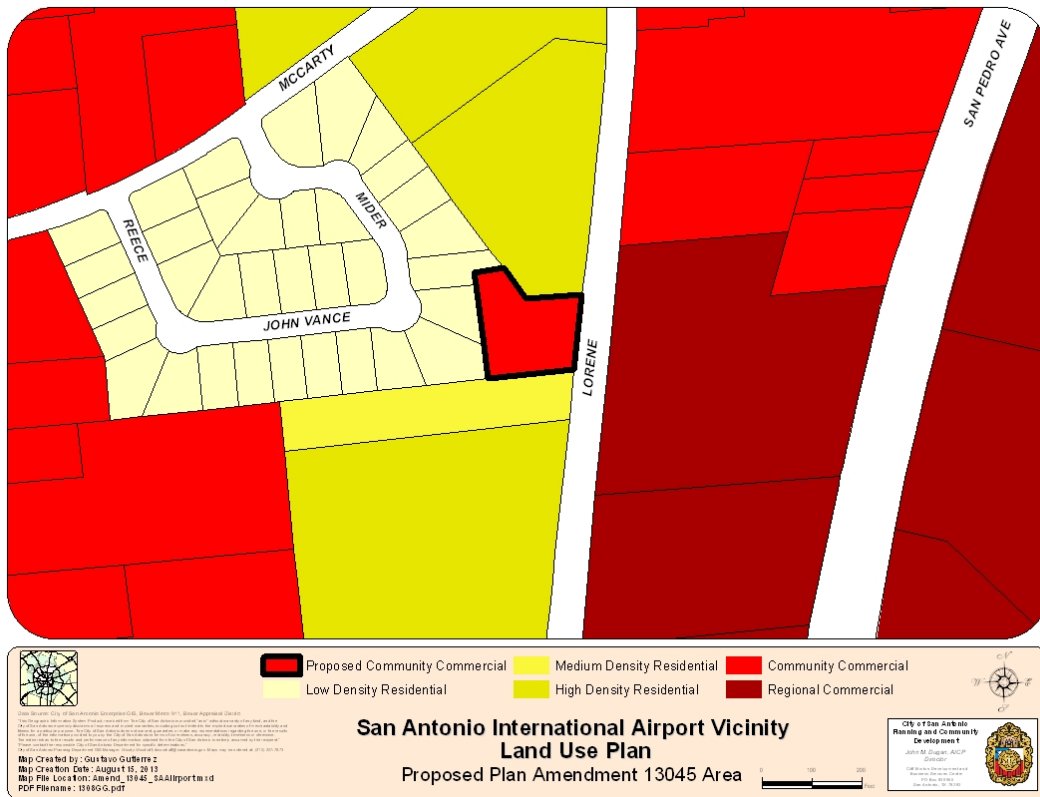 MCCARTY
SAN PEDRO AVE
REECE
MIDER
JOHN VANCE
LORENE
Proposed Community Commercial
Medium Density Residential
Community Commercial
Low Density Residential
High Density Residential
Regional Commercial
San Antonio International Airport Vicinity
Land Use Plan
Proposed Plan Amendment 13045 Area
Map Created by: Gustavo Gutierrez
Map Creation Date: August 15, 2013
Map File Location: Amend_13045_SAAirport.mxd
PDF Filename: 1308GG.pdf
N
W
E
S
0 100 200
Feet
City of San Antonio
Planning and Community
Development
John M. Dugan, AICP
Director